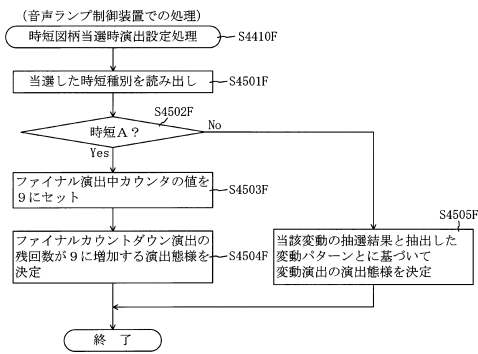 （音声ランプ制御装置での処理）
時短図柄当選時演出設定処理
S4410F
当選した時短種別を読み出し
S4501F
S4502F
時短Ａ？
No
Yes
ファイナル演出中カウンタの値を
９にセット
S4503F
ファイナルカウントダウン演出の
残回数が９に増加する演出態様を
決定
S4504F
S4505F
当該変動の抽選結果と抽出した
変動パターンとに基づいて
変動演出の演出態様を決定
終 了